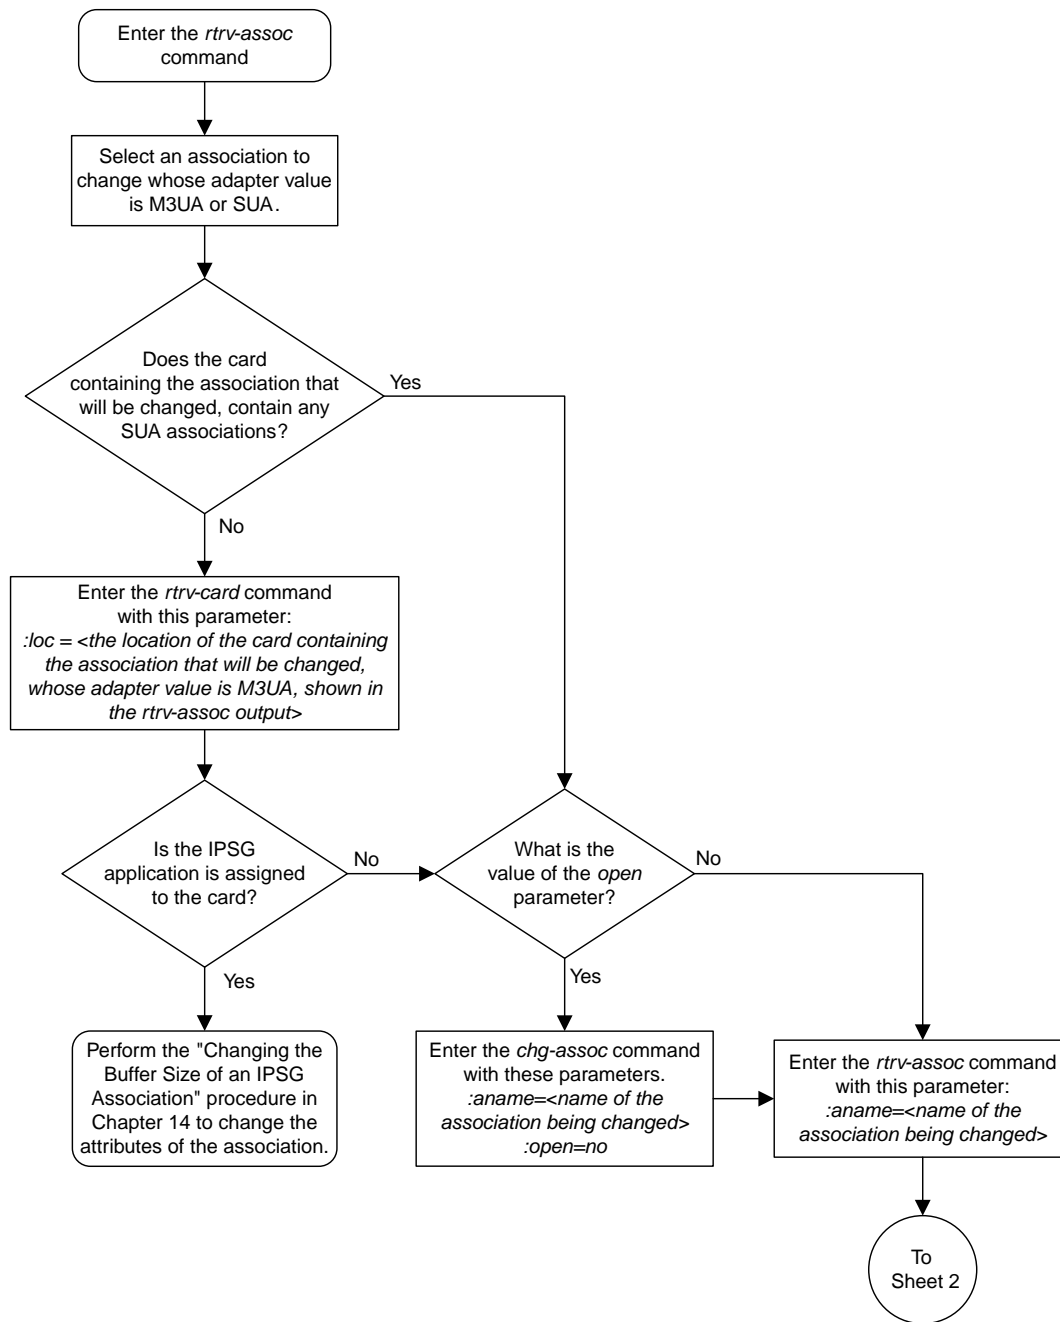 Enter the rtrv-assoc
command
Select an association to
change whose adapter value
is M3UA or SUA.
Does the card
containing the association that
will be changed, contain any
SUA associations?
Yes
No
Enter the rtrv-card command
with this parameter:
:loc = <the location of the card containing
the association that will be changed,
whose adapter value is M3UA, shown in
the rtrv-assoc output>
Is the IPSG
application is assigned
to the card?
No
Yes
What is the
value of the open
parameter?
No
Yes
Perform the "Changing the
Buffer Size of an IPSG
Association" procedure in
Chapter 14 to change the
attributes of the association.
Enter the chg-assoc command
with these parameters.
:aname=<name of the
association being changed>
:open=no
Enter the rtrv-assoc command
with this parameter:
:aname=<name of the
association being changed>
To
Sheet 2